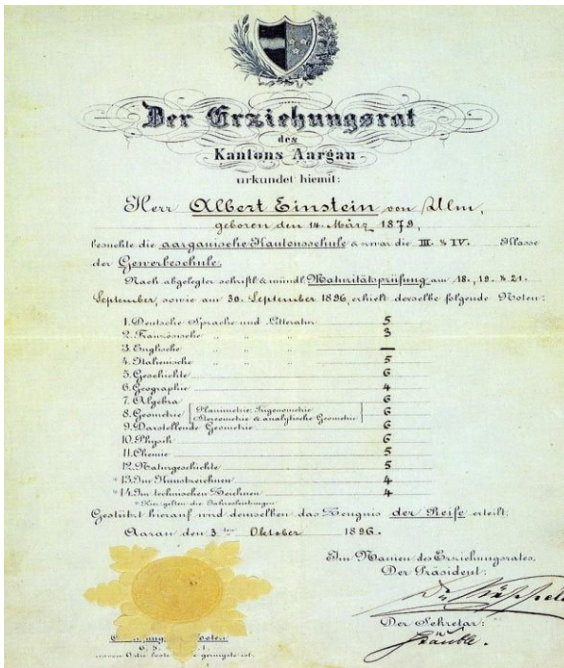 Der Erziehungsrat
des
Kantons Aargau
urkundet hiemit:
Herr Albert Einstein von Ulm,
geboren den 14. März 1879,
besuchte die aargauische Kantonsschule & zwar die III. & IV. Klasse
der Gewerbeschule.
Nach abgelegter schriftl. & mündl. Maturitätsprüfung am 18., 19. & 21.
September, sowie am 30. September 1896, erhielt derselbe folgende Noten:
1. Deutsche Sprache und Litteratur 5
2. Französische " " " 3
3. Englische " " " —
4. Italienische " " " 5
5. Geschichte 6
6. Geographie 4
7. Algebra 6
8. Geometrie (Planimetrie, Trigonometrie Stereometrie & analytische Geometrie) 6
9. Darstellende Geometrie 6
10. Physik 6
11. Chemie 5
12. Naturgeschichte 5
* 13. Im Kunstzeichnen 4
* 14. Im technischen Zeichnen 4
* Hier gelten die Jahresleistungen.
Gestützt hierauf wird demselben das Zeugnis der Reife erteilt.
Aarau den 3ten Oktober 1896.
Im Namen des Erziehungsrates,
Der Präsident:
Der Sekretär: